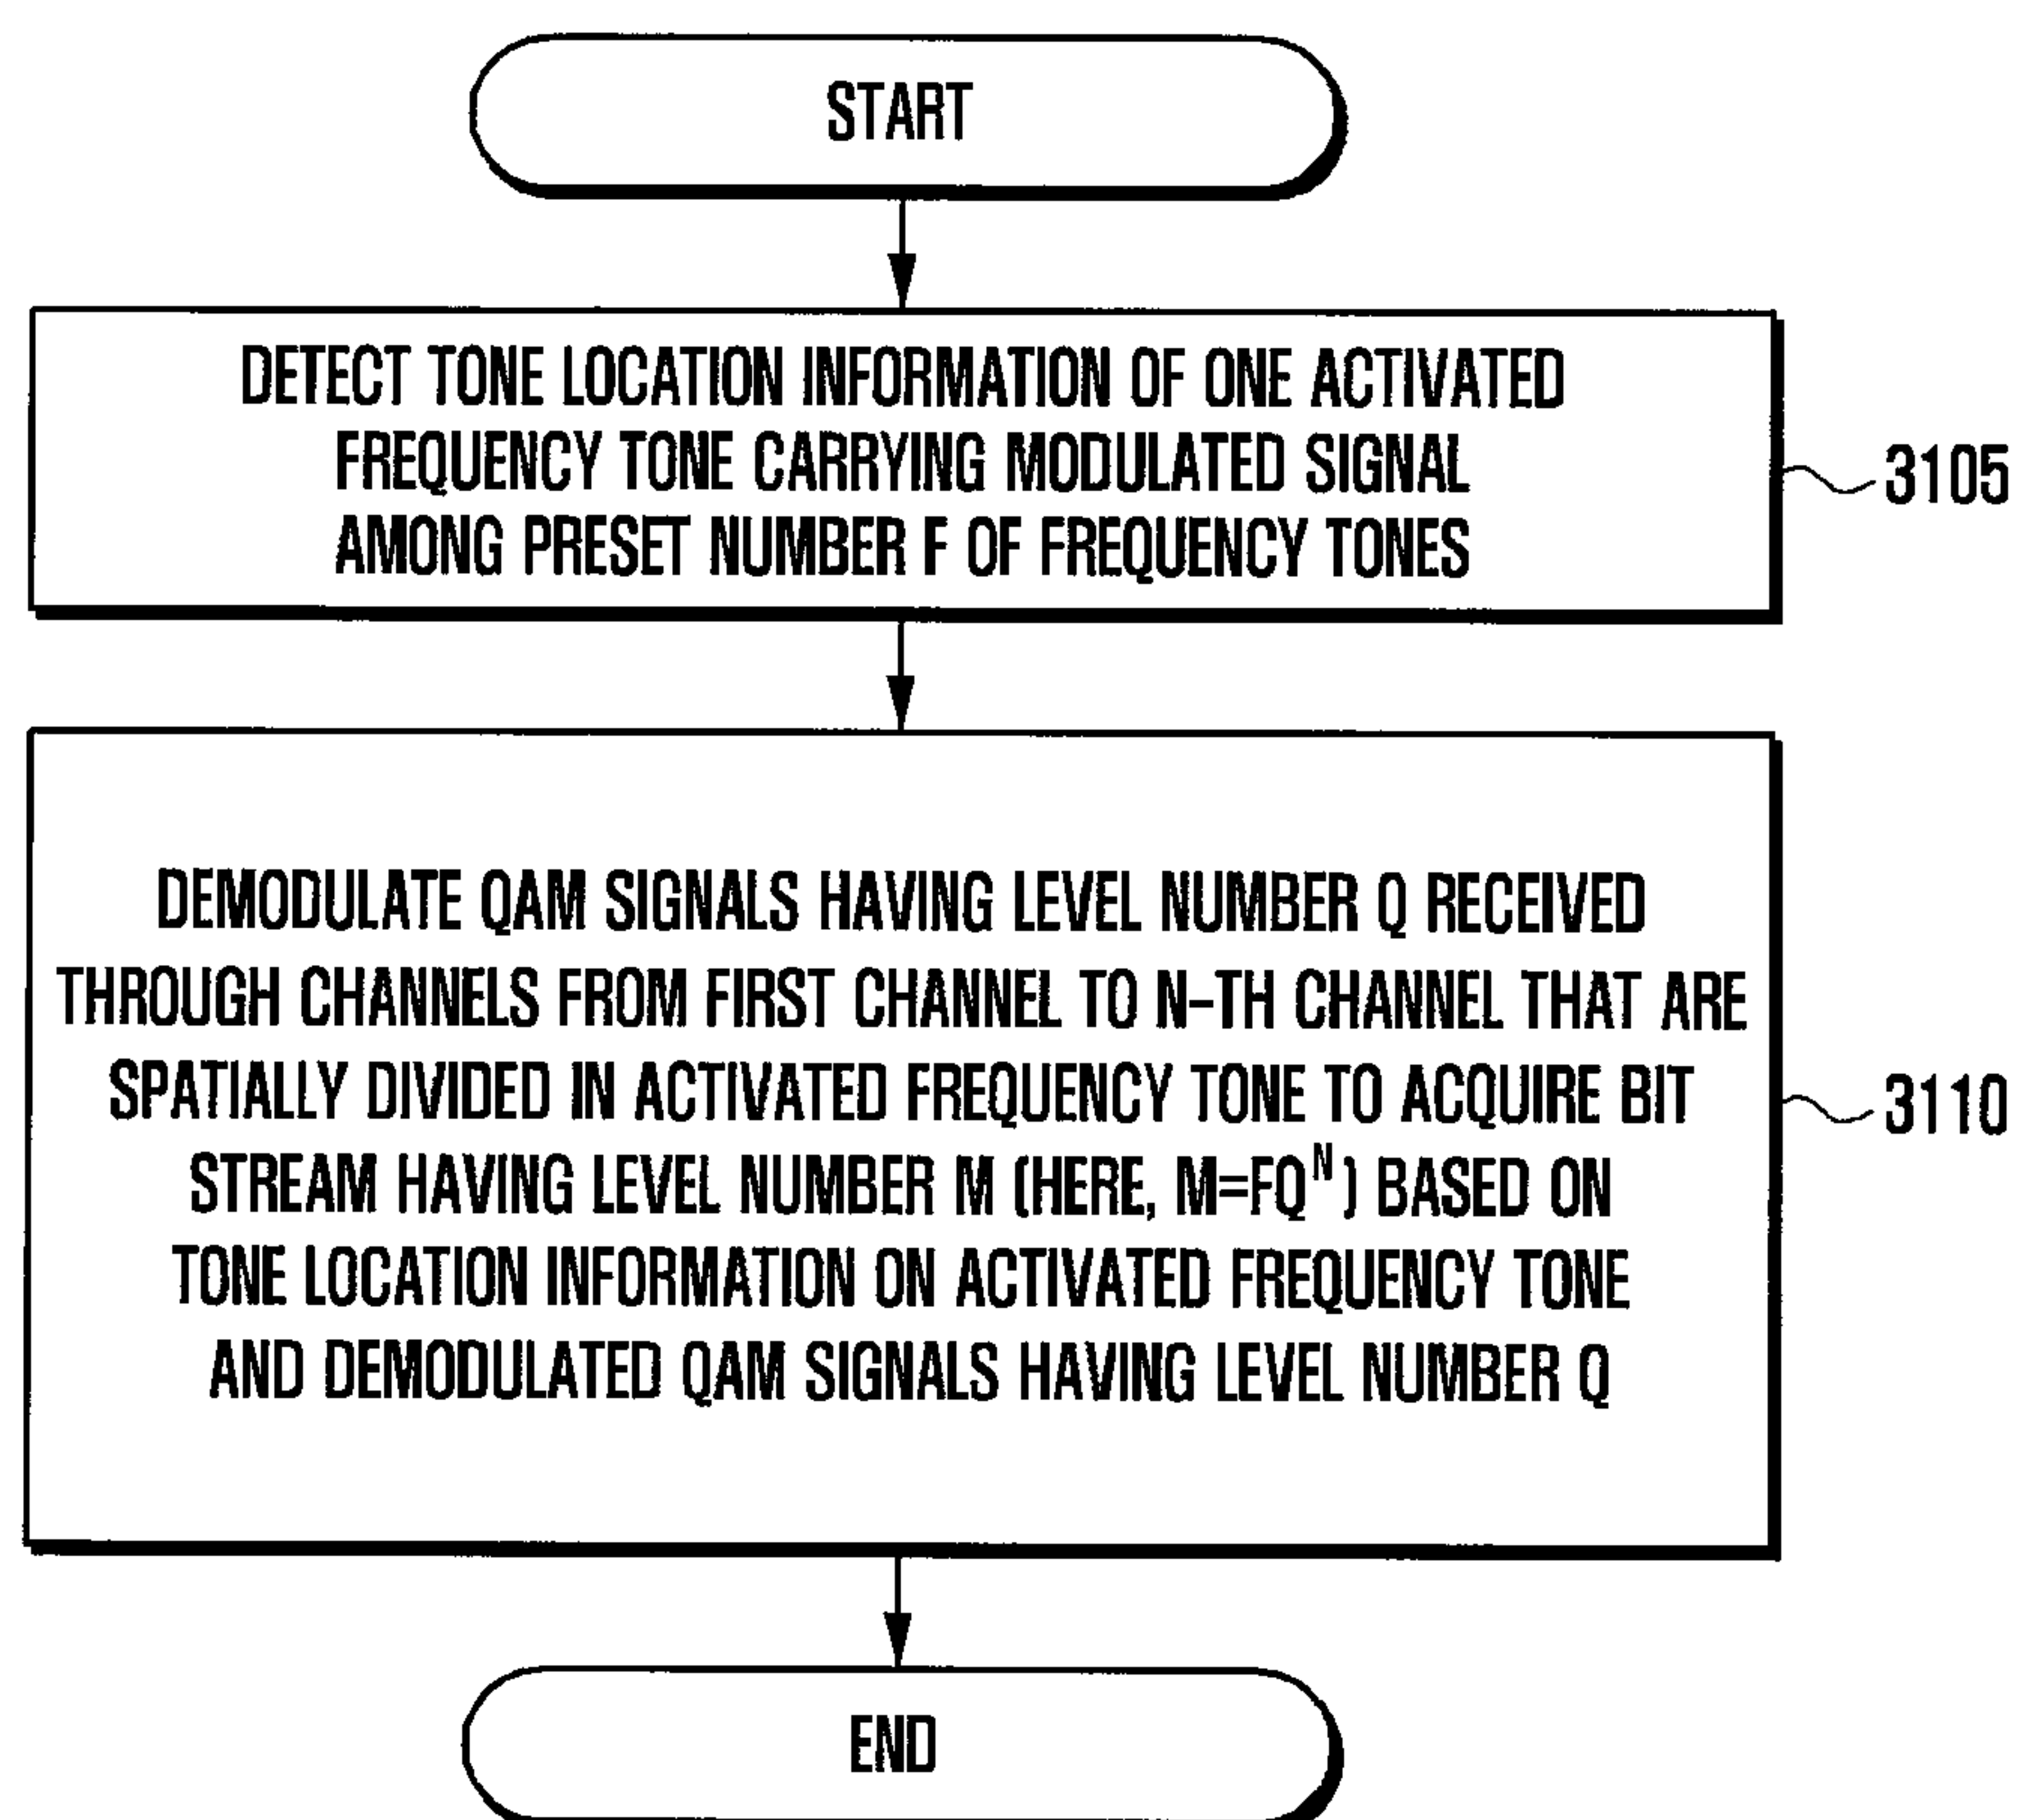 START
DETECT TONE LOCATION INFORMATION OF ONE ACTIVATED
FREQUENCY TONE CARRYING MODULATED SIGNAL
AMONG PRESET NUMBER F OF FREQUENCY TONES
3105
DEMODULATE QAM SIGNALS HAVING LEVEL NUMBER Q RECEIVED
THROUGH CHANNELS FROM FIRST CHANNEL TO N-TH CHANNEL THAT ARE
SPATIALLY DIVIDED IN ACTIVATED FREQUENCY TONE TO ACQUIRE BIT
STREAM HAVING LEVEL NUMBER M (HERE, M=FQᴺ) BASED ON
TONE LOCATION INFORMATION ON ACTIVATED FREQUENCY TONE
AND DEMODULATED QAM SIGNALS HAVING LEVEL NUMBER Q
3110
END